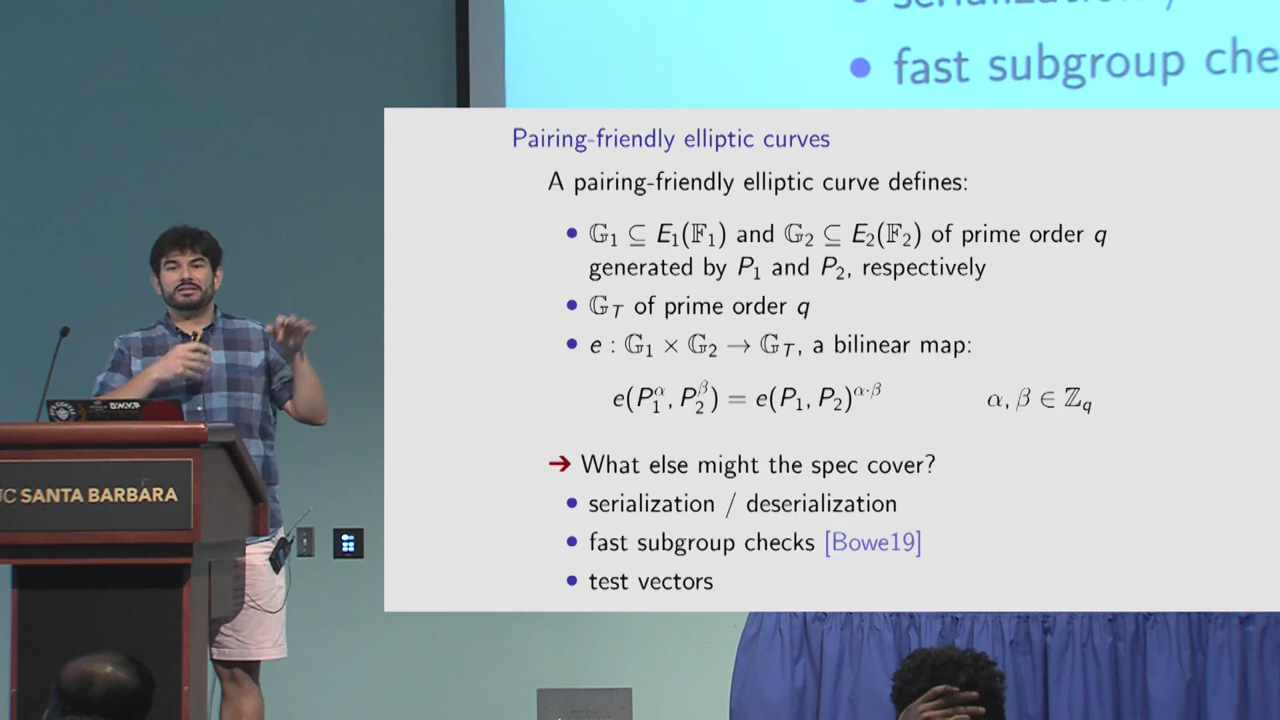 serialization /
• fast subgroup che
Pairing-friendly elliptic curves
A pairing-friendly elliptic curve defines:
• 𝔾₁ ⊆ E₁(𝔽₁) and 𝔾₂ ⊆ E₂(𝔽₂) of prime order q
generated by P₁ and P₂, respectively
• 𝔾_T of prime order q
• e : 𝔾₁ × 𝔾₂ → 𝔾_T, a bilinear map:
e(P₁^α, P₂^β) = e(P₁, P₂)^{α·β} α, β ∈ ℤ_q
➔ What else might the spec cover?
• serialization / deserialization
• fast subgroup checks [Bowe19]
• test vectors
UC SANTA BARBARA